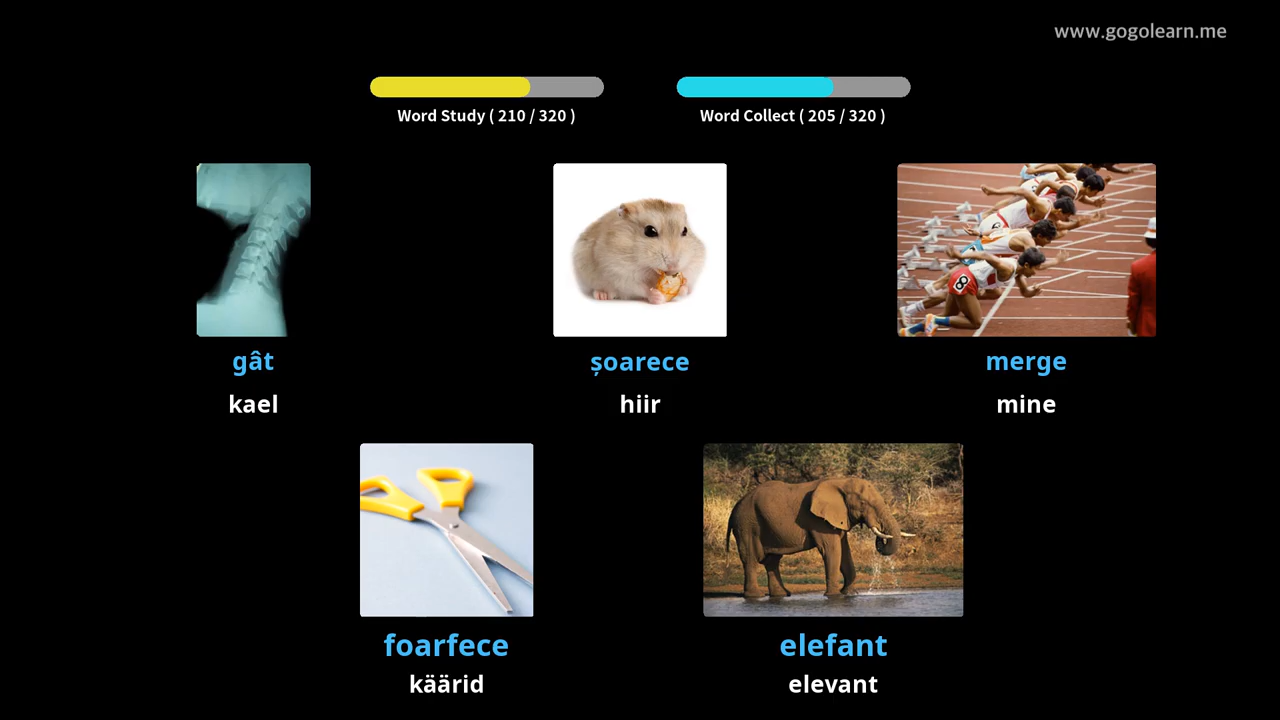 www.gogolearn.me
Word Study ( 210 / 320 )
Word Collect ( 205 / 320 )
gât
șoarece
merge
kael
hiir
mine
foarfece
elefant
käärid
elevant